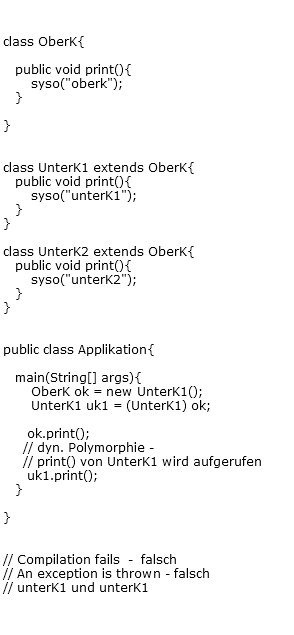 class OberK{
public void print(){
syso("oberk");
}
}
class UnterK1 extends OberK{
public void print(){
syso("unterK1");
}
}
class UnterK2 extends OberK{
public void print(){
syso("unterK2");
}
}
public class Applikation{
main(String[] args){
OberK ok = new UnterK1();
UnterK1 uk1 = (UnterK1) ok;
ok.print();
// dyn. Polymorphie -
// print() von UnterK1 wird aufgerufen
uk1.print();
}
}
// Compilation fails  -  falsch
// An exception is thrown - falsch
// unterK1 und unterK1